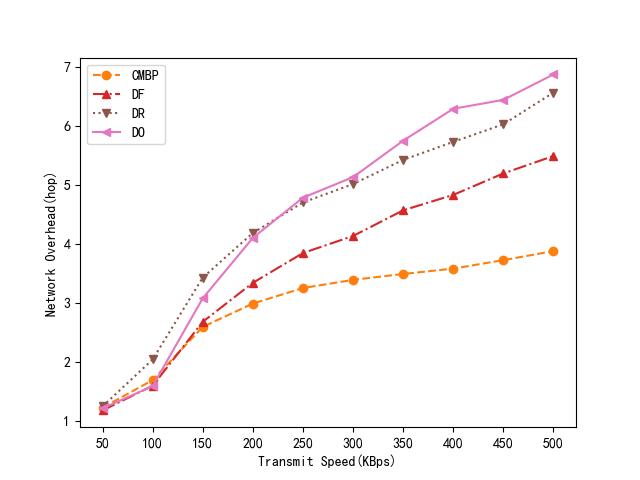 7
6
5
4
3
2
1
Network Overhead(hop)
CMBP
DF
DR
DO
50 100 150 200 250 300 350 400 450 500
Transmit Speed(KBps)